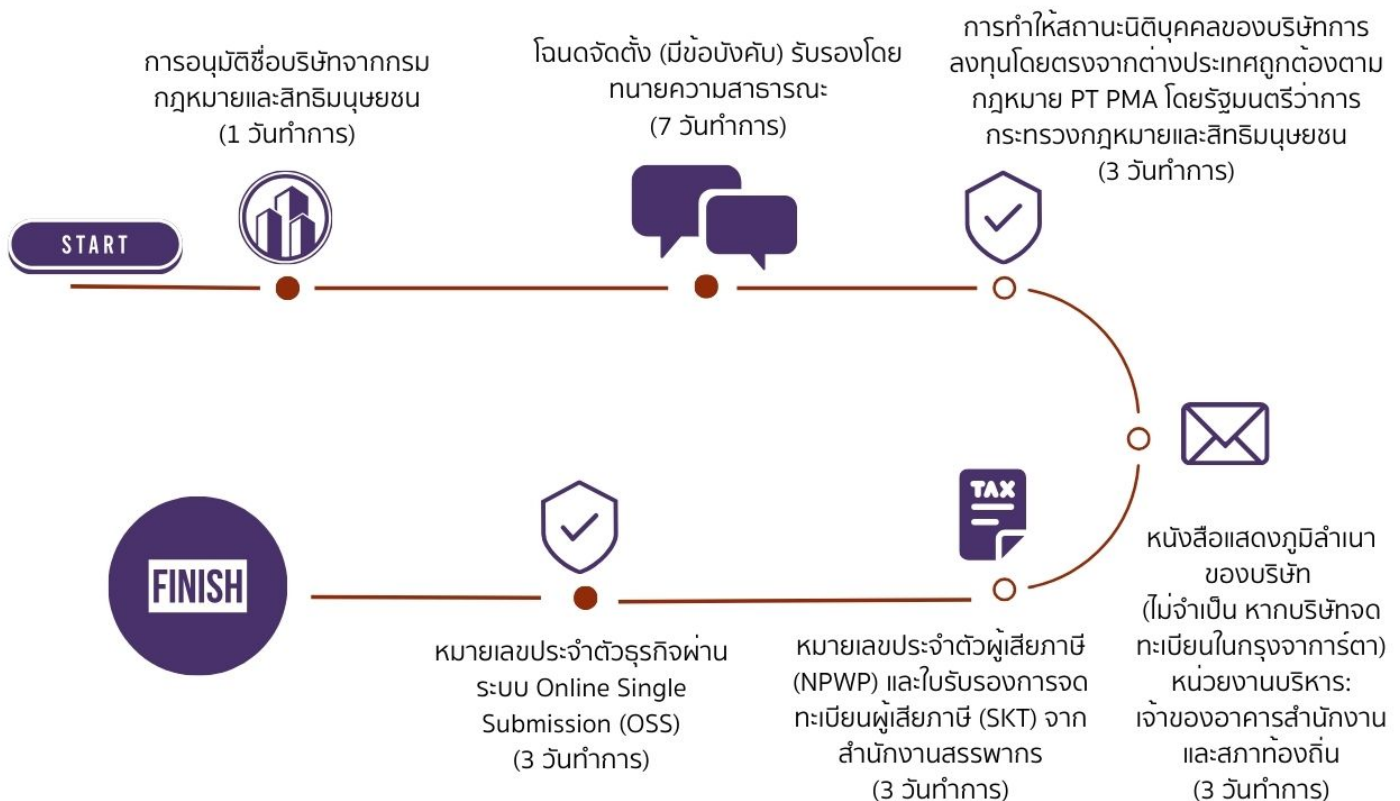 การอนุมัติชื่อบริษัทจากกรม
กฎหมายและสิทธิมนุษยชน
(1 วันทำการ)
โฉนดจัดตั้ง (มีข้อบังคับ) รับรองโดย
ทนายความสาธารณะ
(7 วันทำการ)
การทำให้สถานะนิติบุคคลของบริษัทการ
ลงทุนโดยตรงจากต่างประเทศถูกต้องตาม
กฎหมาย PT PMA โดยรัฐมนตรีว่าการ
กระทรวงกฎหมายและสิทธิมนุษยชน
(3 วันทำการ)
START
หนังสือแสดงภูมิลำเนา
ของบริษัท
(ไม่จำเป็น หากบริษัทจด
ทะเบียนในกรุงจาการ์ตา)
หน่วยงานบริหาร:
เจ้าของอาคารสำนักงาน
และสภาท้องถิ่น
(3 วันทำการ)
TAX
หมายเลขประจำตัวผู้เสียภาษี
(NPWP) และใบรับรองการจด
ทะเบียนผู้เสียภาษี (SKT) จาก
สำนักงานสรรพากร
(3 วันทำการ)
หมายเลขประจำตัวธุรกิจผ่าน
ระบบ Online Single
Submission (OSS)
(3 วันทำการ)
FINISH